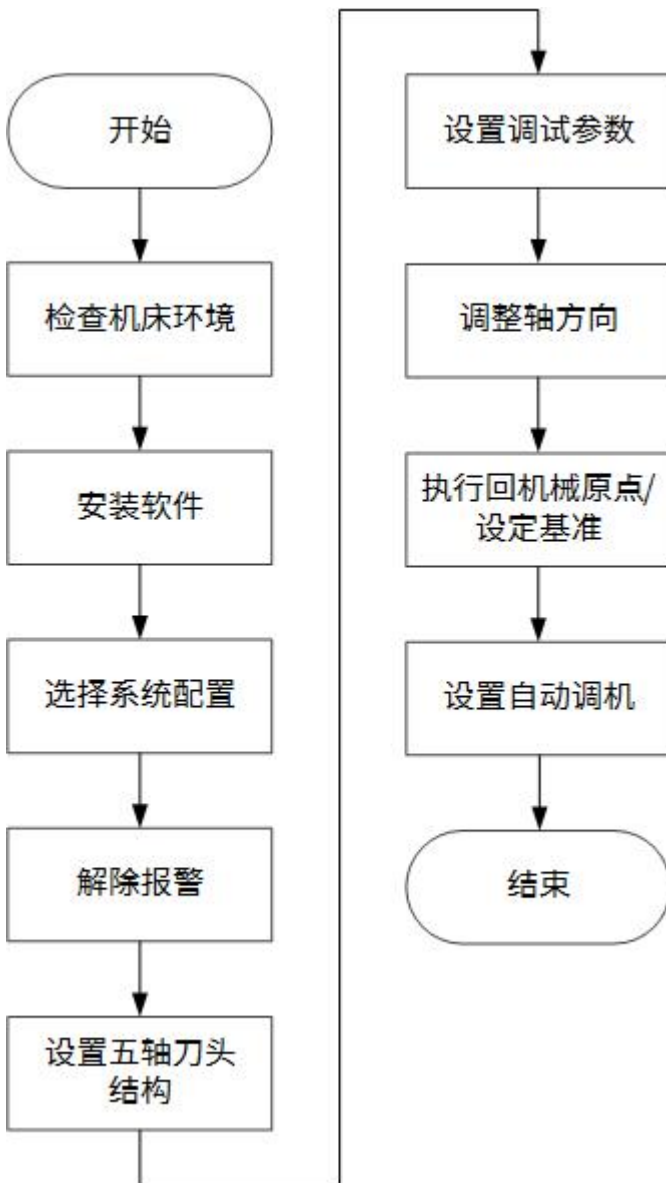 开始
检查机床环境
安装软件
选择系统配置
解除报警
设置五轴刀头
结构
设置调试参数
调整轴方向
执行回机械原点/
设定基准
设置自动调机
结束